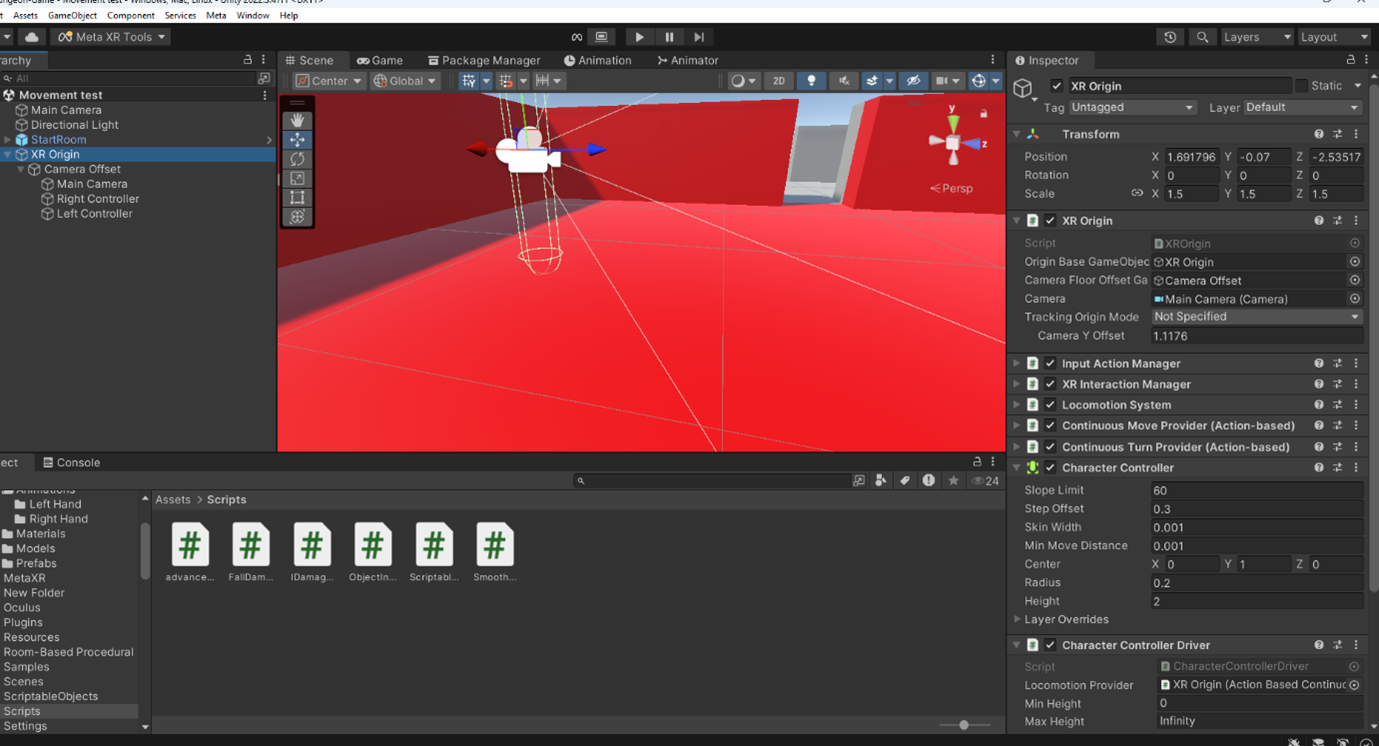 ungeon-Game - Movement test - Windows, Mac, Linux - Unity 2022.3.41f1 <DX11>
t Assets GameObject Component Services Meta Window Help
Meta XR Tools
Layers Layout
rarchy
All
Movement test
Main Camera
Directional Light
StartRoom
XR Origin
Camera Offset
Main Camera
Right Controller
Left Controller
Scene Game Package Manager Animation Animator
Center Global 2D
y
z
Persp
Inspector
XR Origin Static
Tag Untagged Layer Default
Transform
Position X 1.691796 Y -0.07 Z -2.53517
Rotation X 0 Y 0 Z 0
Scale X 1.5 Y 1.5 Z 1.5
XR Origin
Script XROrigin
Origin Base GameObjec XR Origin
Camera Floor Offset Ga Camera Offset
Camera Main Camera (Camera)
Tracking Origin Mode Not Specified
Camera Y Offset 1.1176
Input Action Manager
XR Interaction Manager
Locomotion System
Continuous Move Provider (Action-based)
Continuous Turn Provider (Action-based)
Character Controller
Slope Limit 60
Step Offset 0.3
Skin Width 0.001
Min Move Distance 0.001
Center X 0 Y 1 Z 0
Radius 0.2
Height 2
Layer Overrides
Character Controller Driver
Script CharacterControllerDriver
Locomotion Provider XR Origin (Action Based Continuo
Min Height 0
Max Height Infinity
ect Console
24
Animations
Left Hand
Right Hand
Materials
Models
Prefabs
MetaXR
New Folder
Oculus
Plugins
Resources
Room-Based Procedural
Samples
Scenes
ScriptableObjects
Scripts
Settings
Assets > Scripts
advance... FallDam... IDamag... ObjectIn... Scriptabl... Smooth...